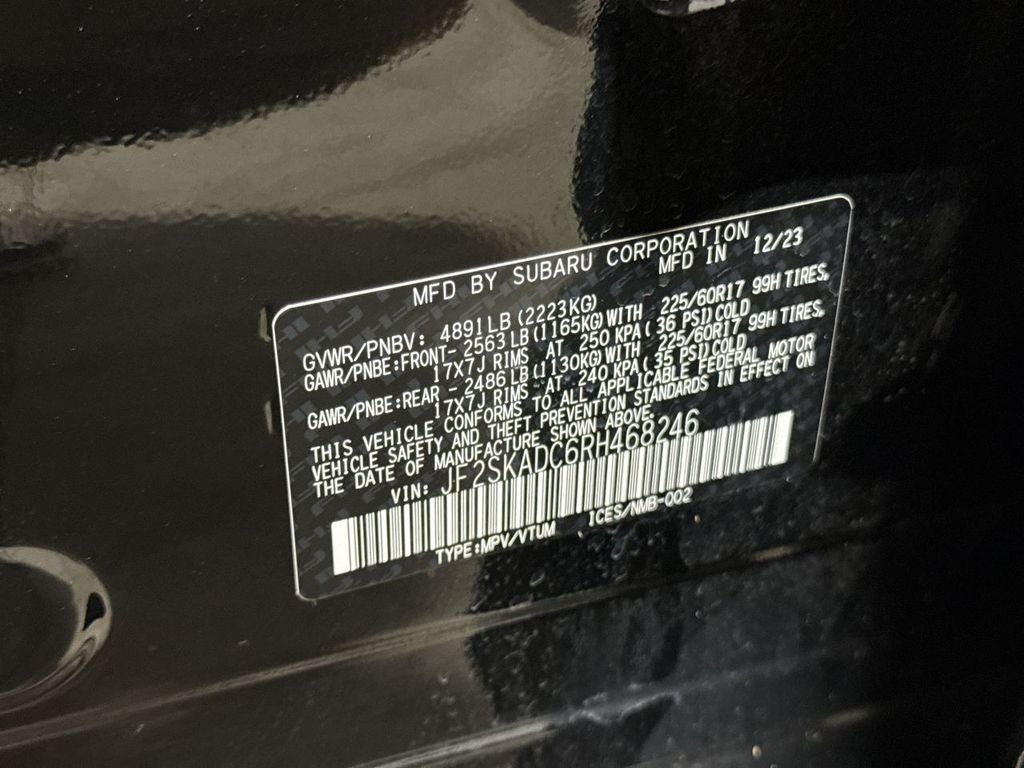 MFD BY SUBARU CORPORATION
MFD IN 12/23
GVWR/PNBV: 4891LB(2223KG)
GAWR/PNBE:FRONT- 2563LB(1165KG)WITH 225/60R17 99H TIRES,
17X7J RIMS AT 250 KPA( 36 PSI)COLD
GAWR/PNBE:REAR - 2486LB(1130KG)WITH 225/60R17 99H TIRES,
17X7J RIMS AT 240 KPA( 35 PSI)COLD
THIS VEHICLE CONFORMS TO ALL APPLICABLE FEDERAL MOTOR
VEHICLE SAFETY AND THEFT PREVENTION STANDARDS IN EFFECT ON
THE DATE OF MANUFACTURE SHOWN ABOVE.
VIN: JF2SKADC6RH468246
TYPE:MPV/VTUM ICES/NMB-002